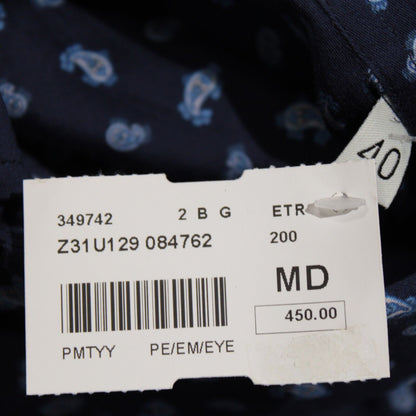 40
349742 2 B G ETR
Z31U129 084762 200
MD
450.00
PMTYY PE/EM/EYE